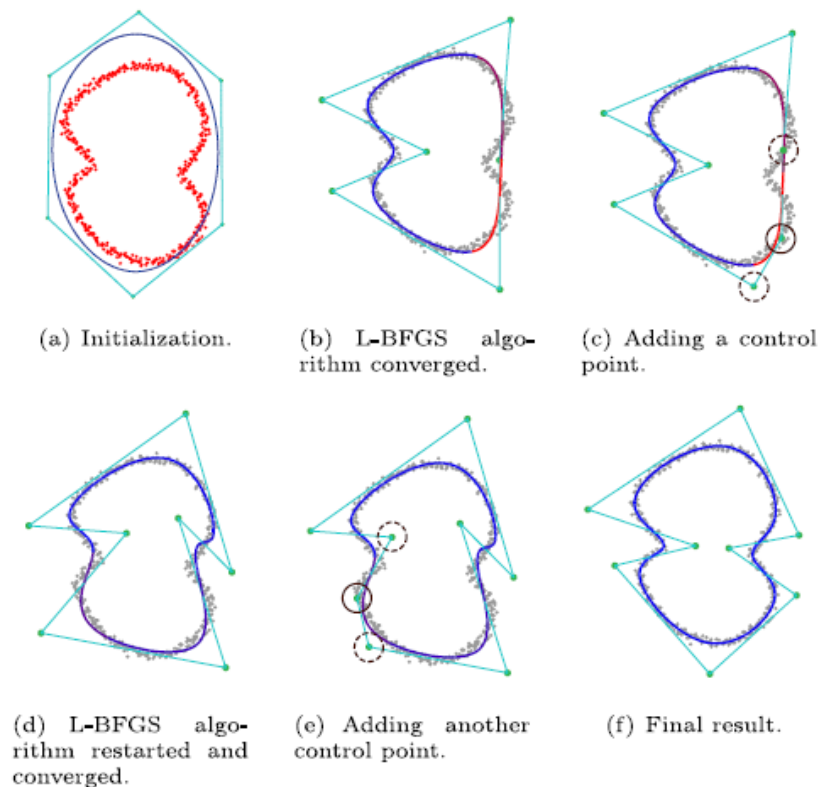 (a) Initialization.
(b) L-BFGS algo-
rithm converged.
(c) Adding a control
point.
(d) L-BFGS algo-
rithm restarted and
converged.
(e) Adding another
control point.
(f) Final result.